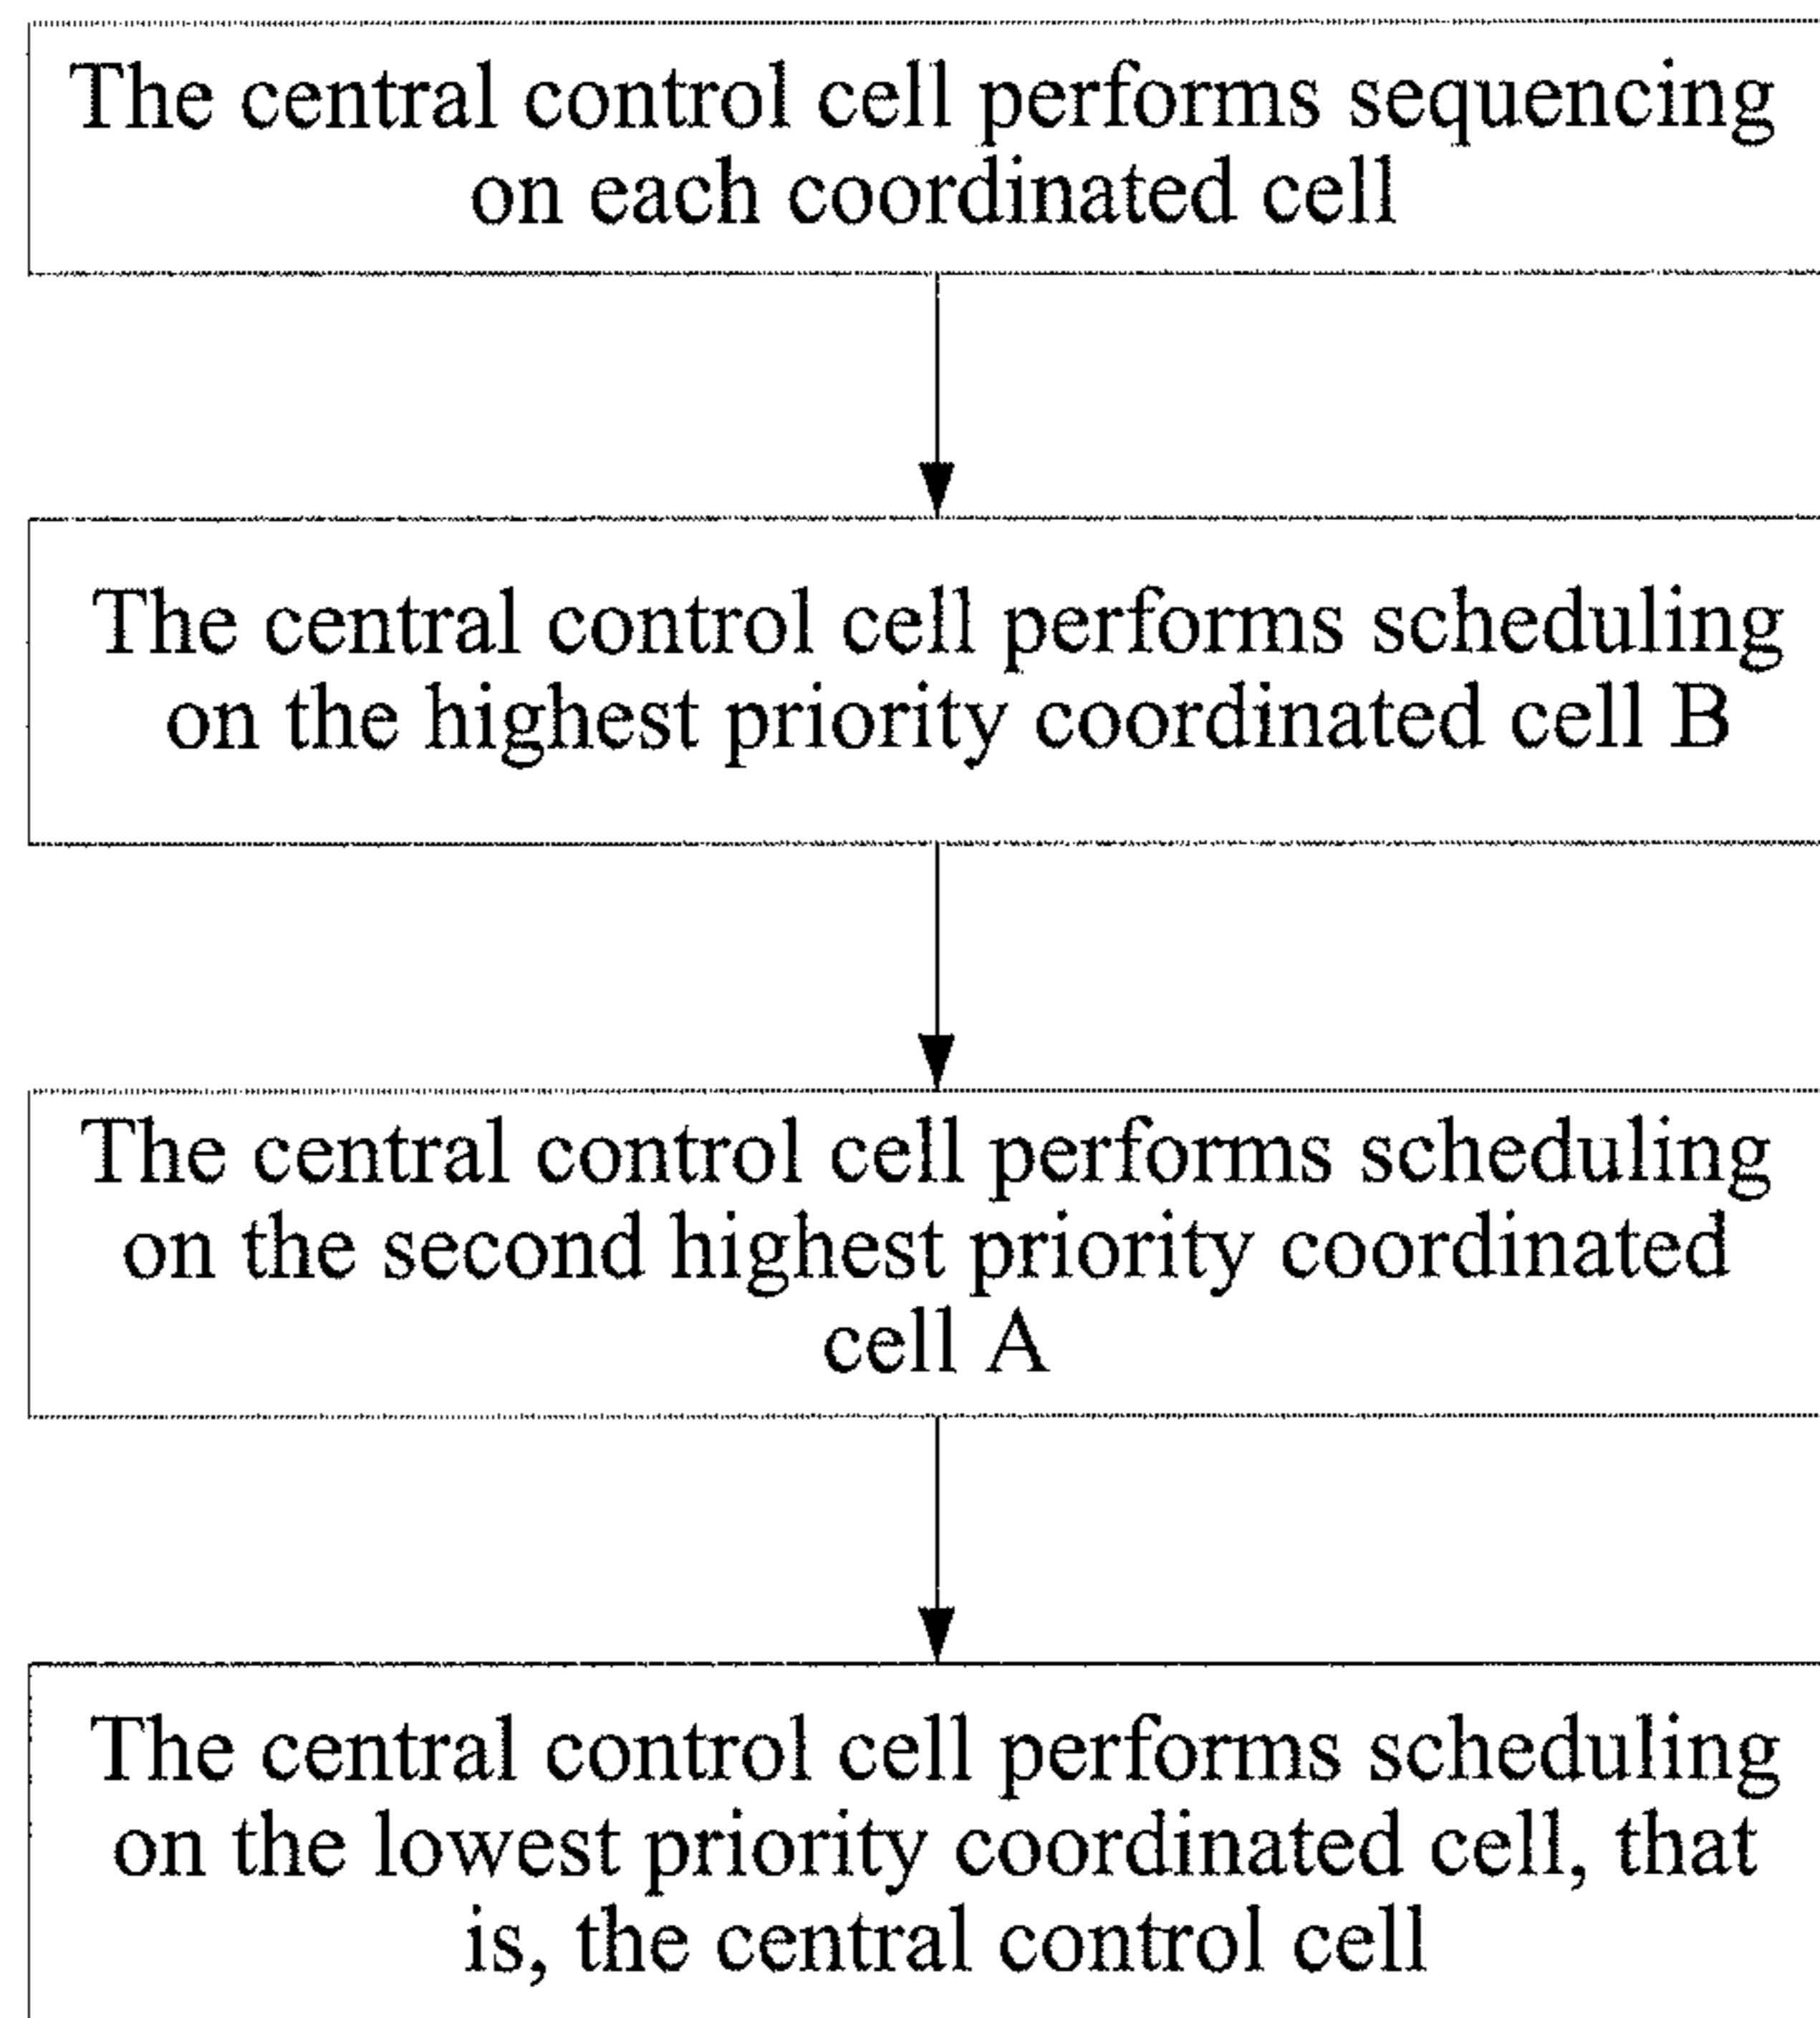 The central control cell performs sequencing
on each coordinated cell
The central control cell performs scheduling
on the highest priority coordinated cell B
The central control cell performs scheduling
on the second highest priority coordinated
cell A
The central control cell performs scheduling
on the lowest priority coordinated cell, that
is, the central control cell